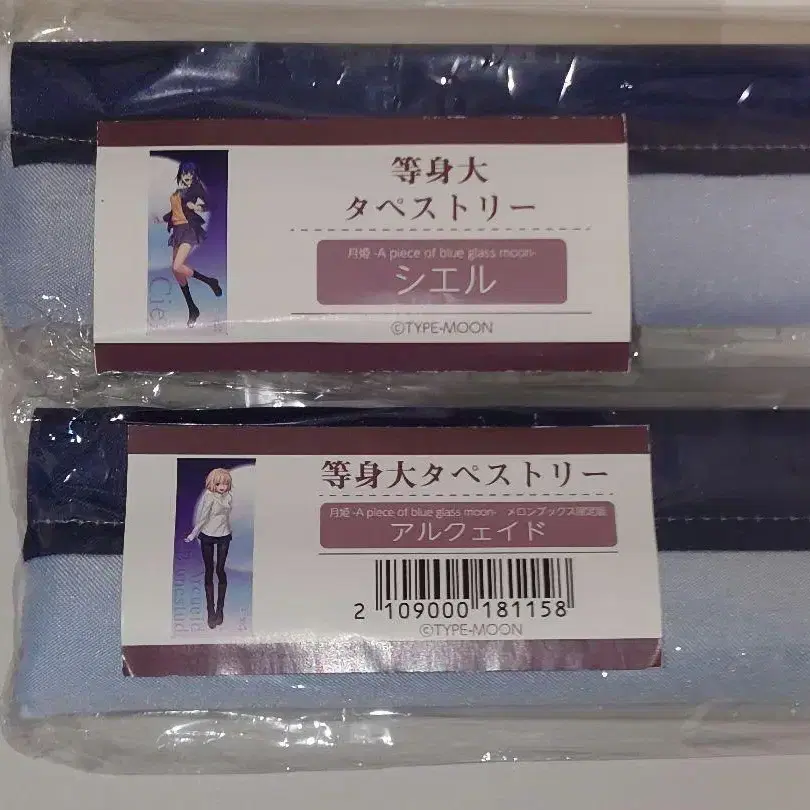 等身大
タペストリー
月姫 -A piece of blue glass moon-
シエル
©TYPE-MOON
Cie
等身大タペストリー
月姫 -A piece of blue glass moon- メロンブックス限定版
アルクェイド
2 109000 181158
©TYPE-MOON
Arcueid
Brunestud